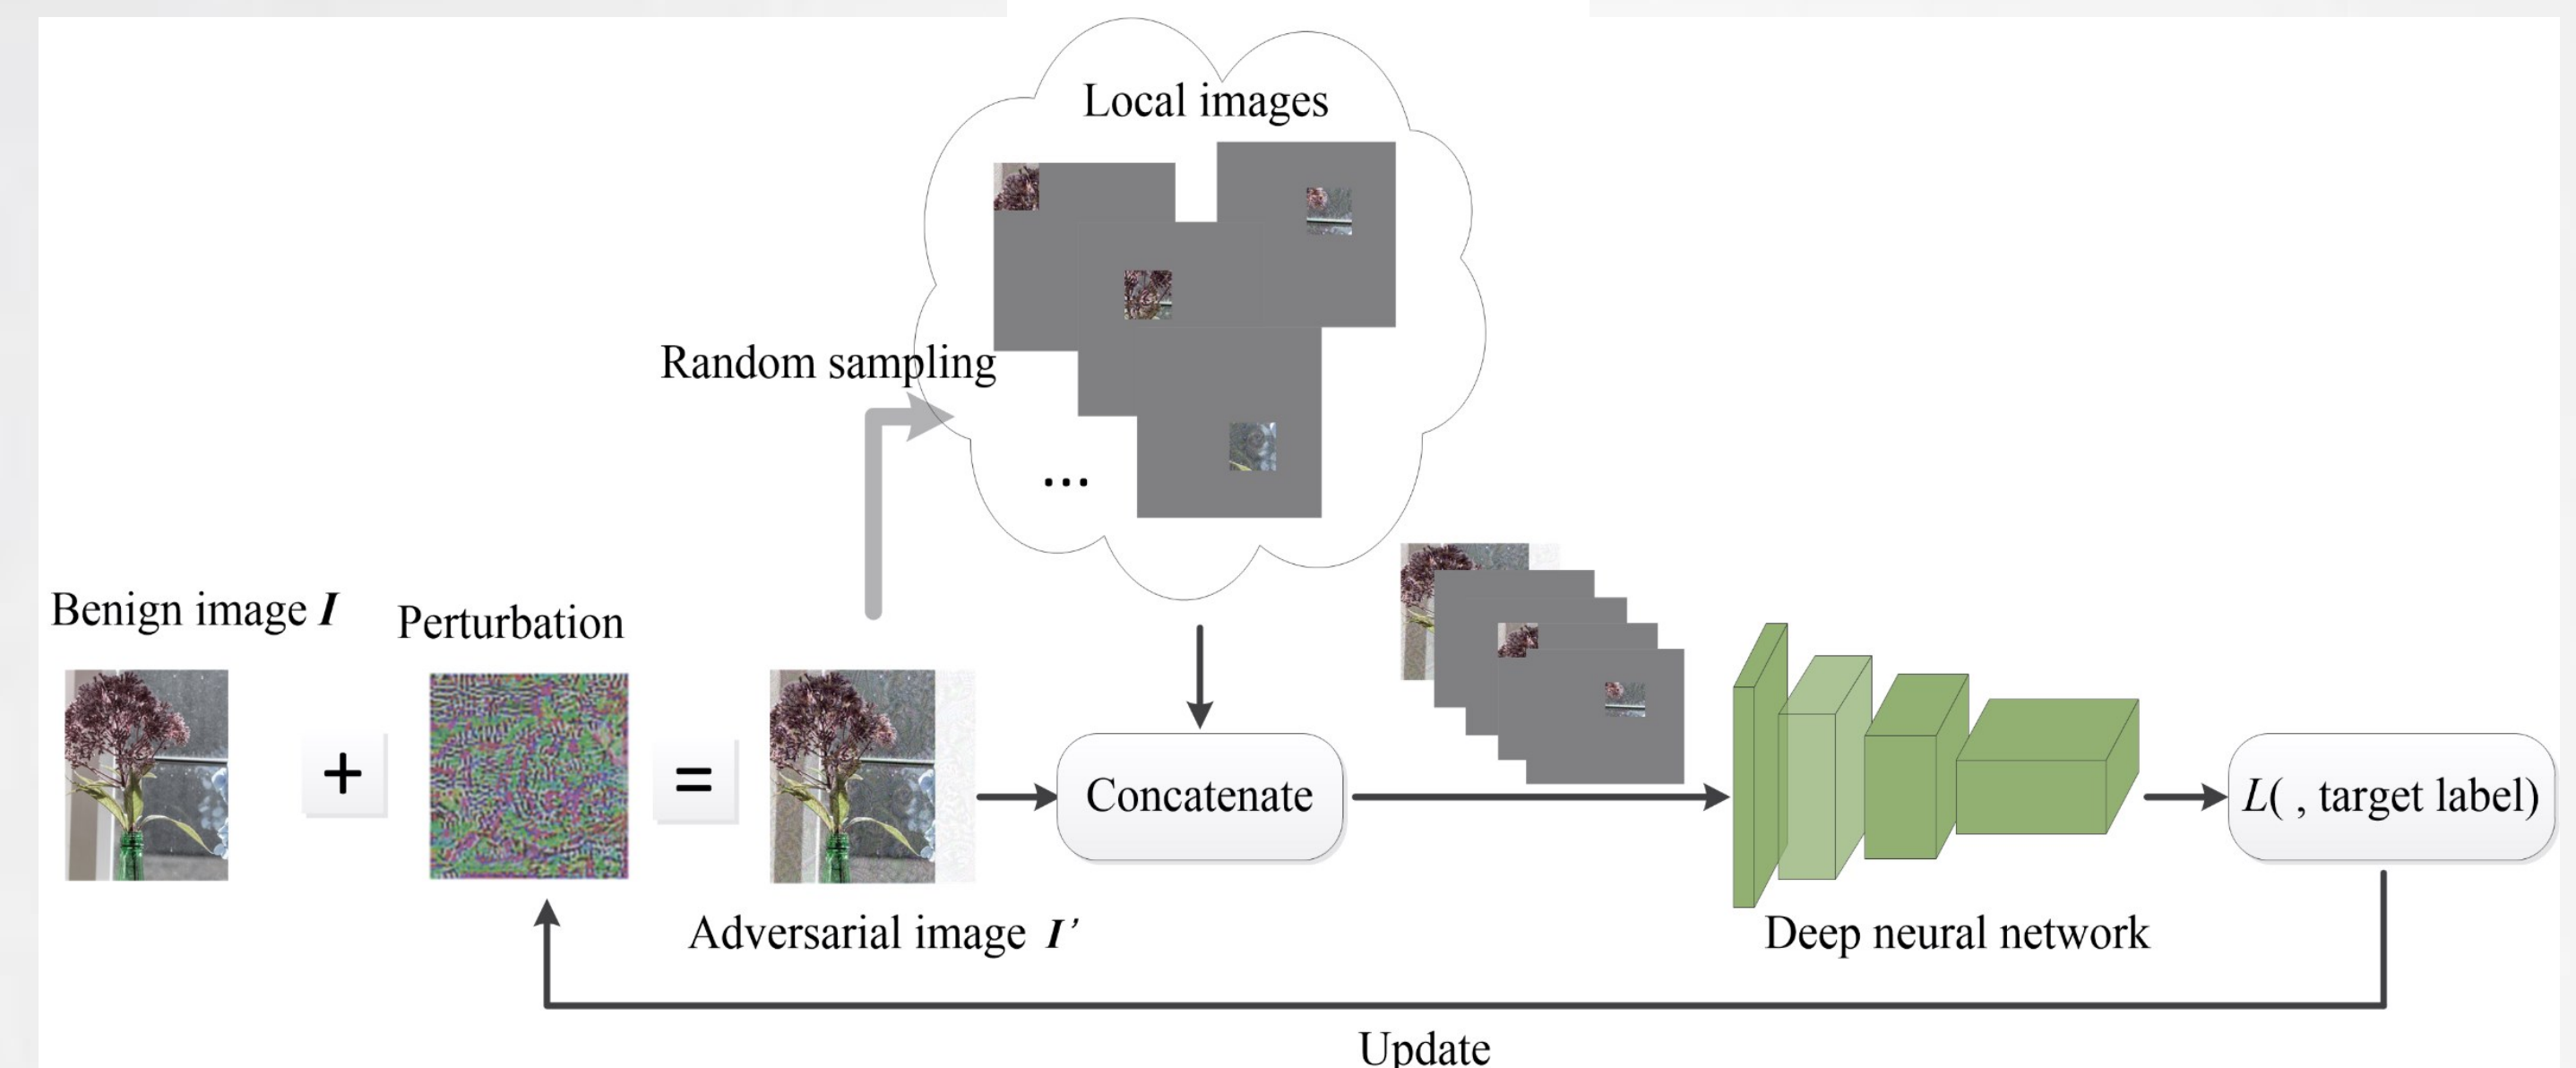 Local images
Random sampling
...
Benign image I
Perturbation
+
=
Concatenate
L( , target label)
Adversarial image I’
Deep neural network
Update